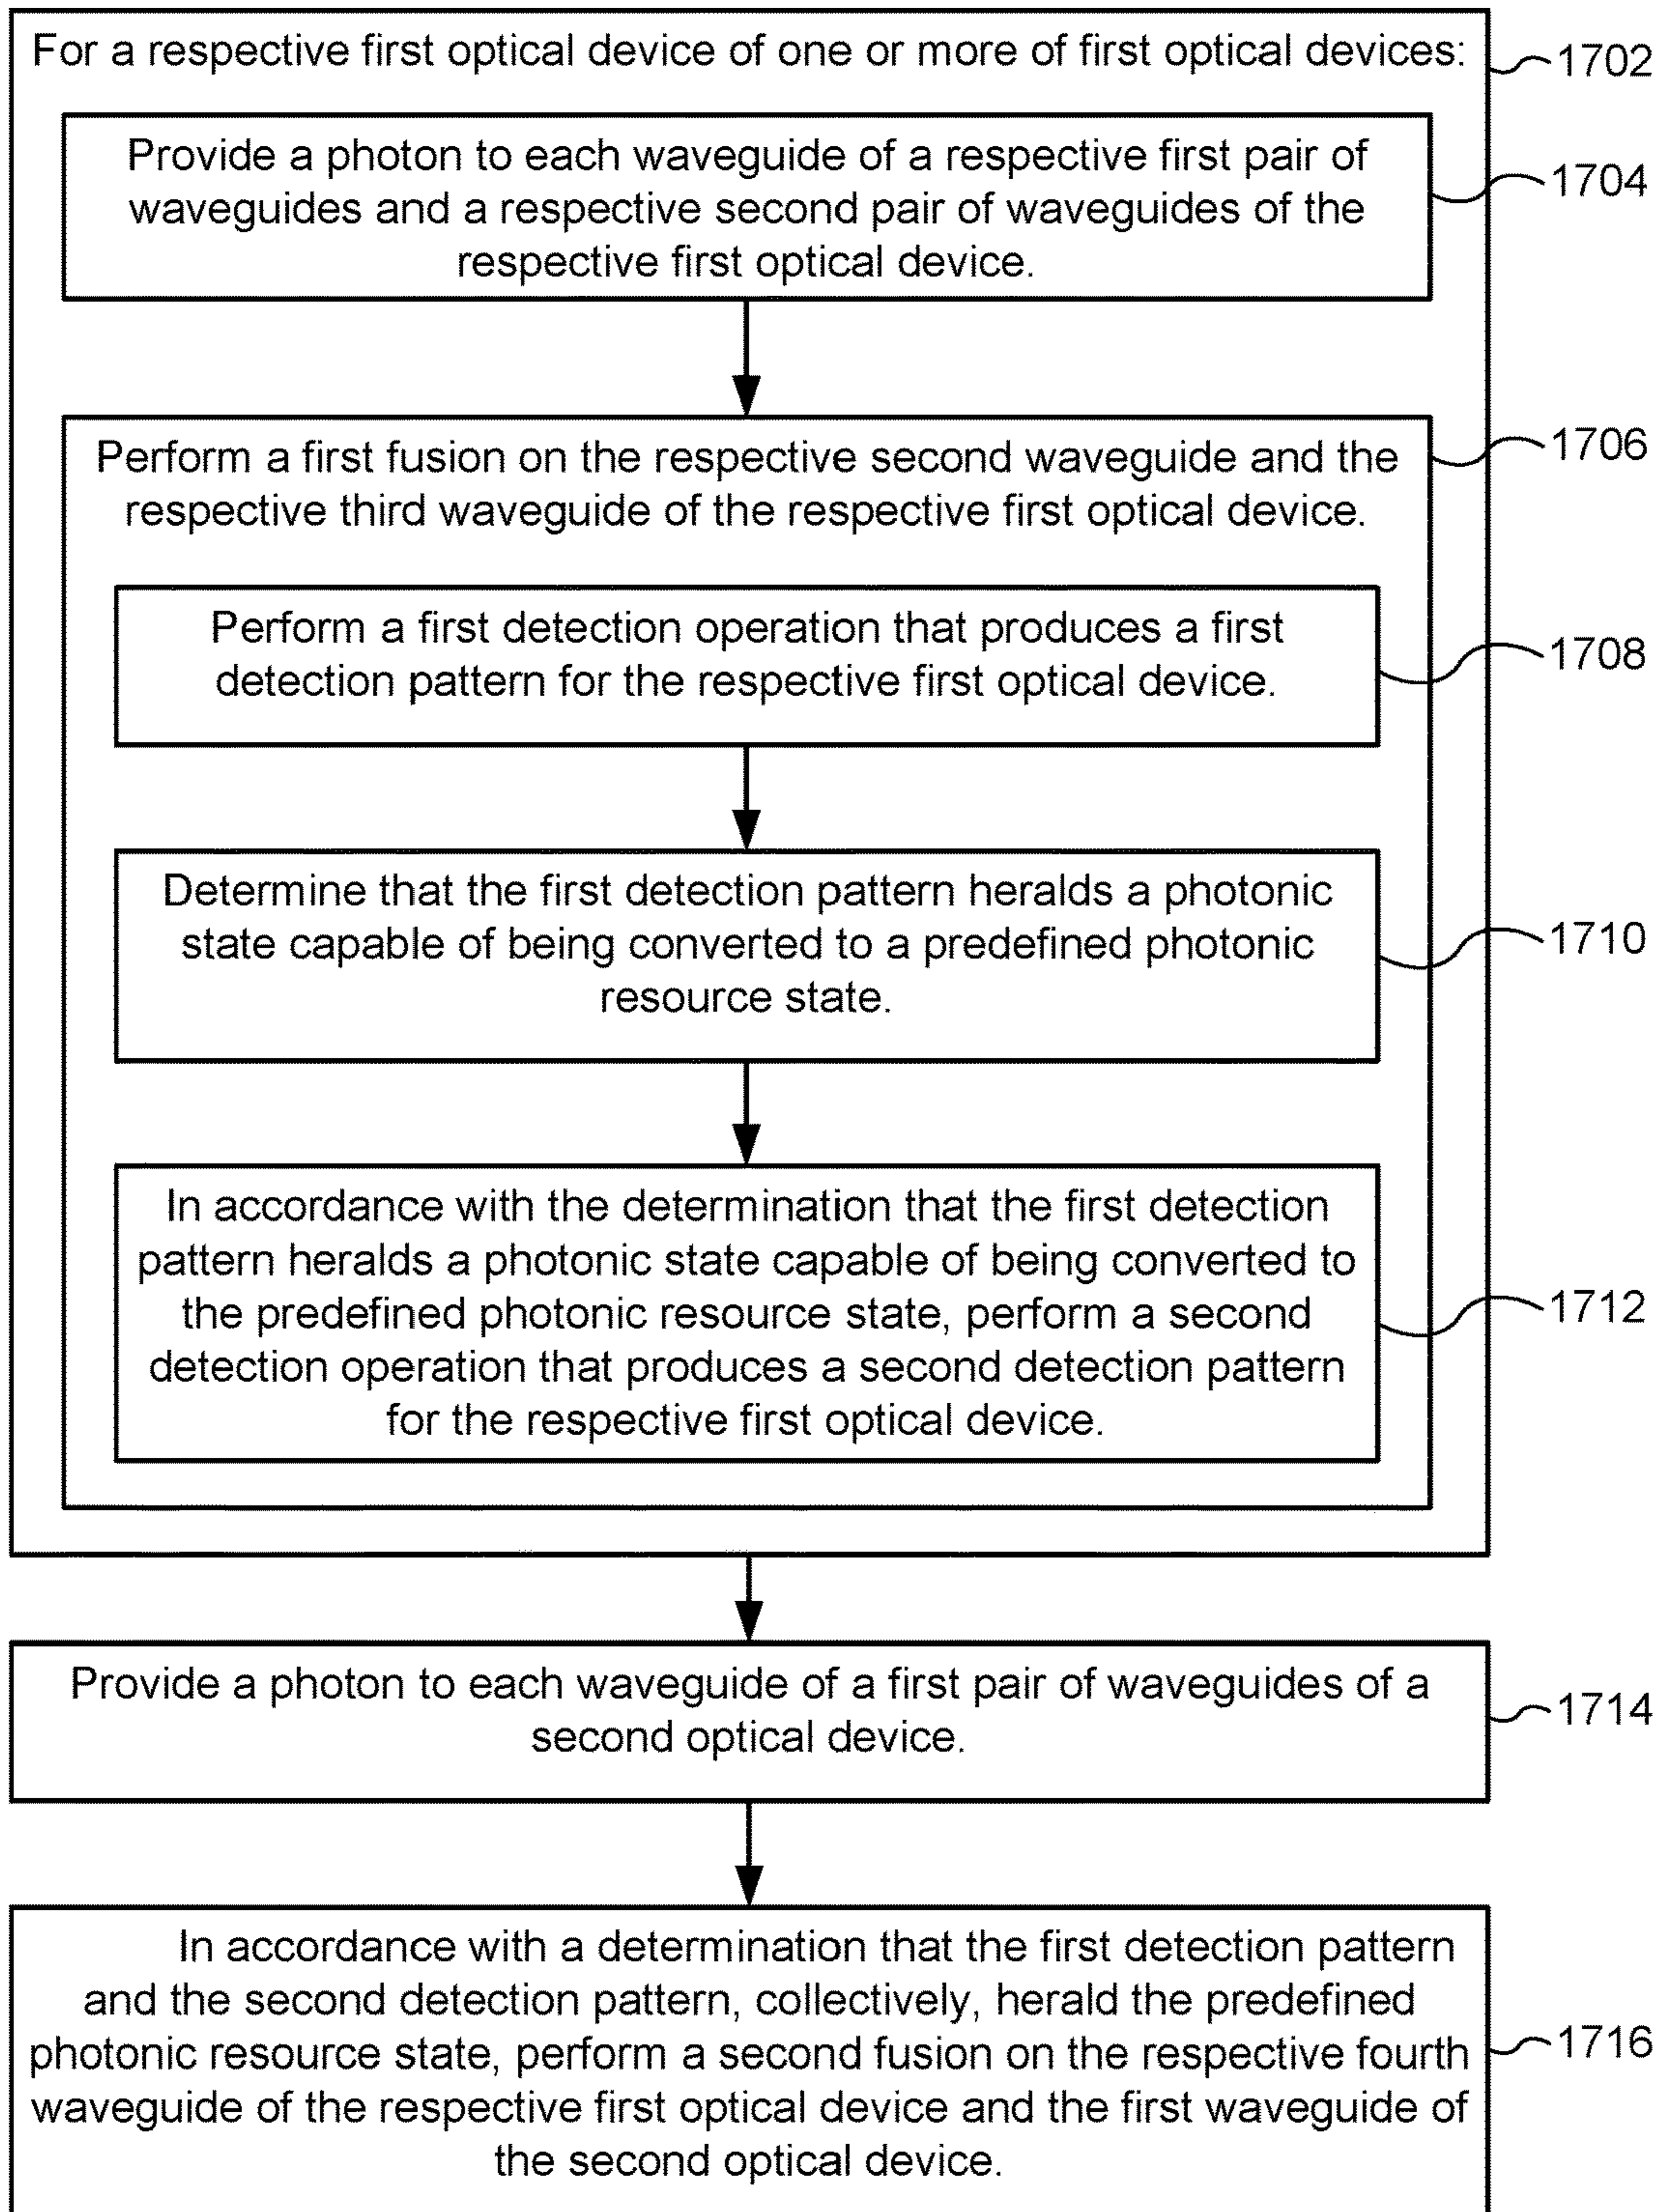 For a respective first optical device of one or more of first optical devices:
1702
Provide a photon to each waveguide of a respective first pair of
waveguides and a respective second pair of waveguides of the
respective first optical device.
1704
Perform a first fusion on the respective second waveguide and the
respective third waveguide of the respective first optical device.
1706
Perform a first detection operation that produces a first
detection pattern for the respective first optical device.
1708
Determine that the first detection pattern heralds a photonic
state capable of being converted to a predefined photonic
resource state.
1710
In accordance with the determination that the first detection
pattern heralds a photonic state capable of being converted to
the predefined photonic resource state, perform a second
detection operation that produces a second detection pattern
for the respective first optical device.
1712
Provide a photon to each waveguide of a first pair of waveguides of a
second optical device.
1714
In accordance with a determination that the first detection pattern
and the second detection pattern, collectively, herald the predefined
photonic resource state, perform a second fusion on the respective fourth
waveguide of the respective first optical device and the first waveguide of
the second optical device.
1716